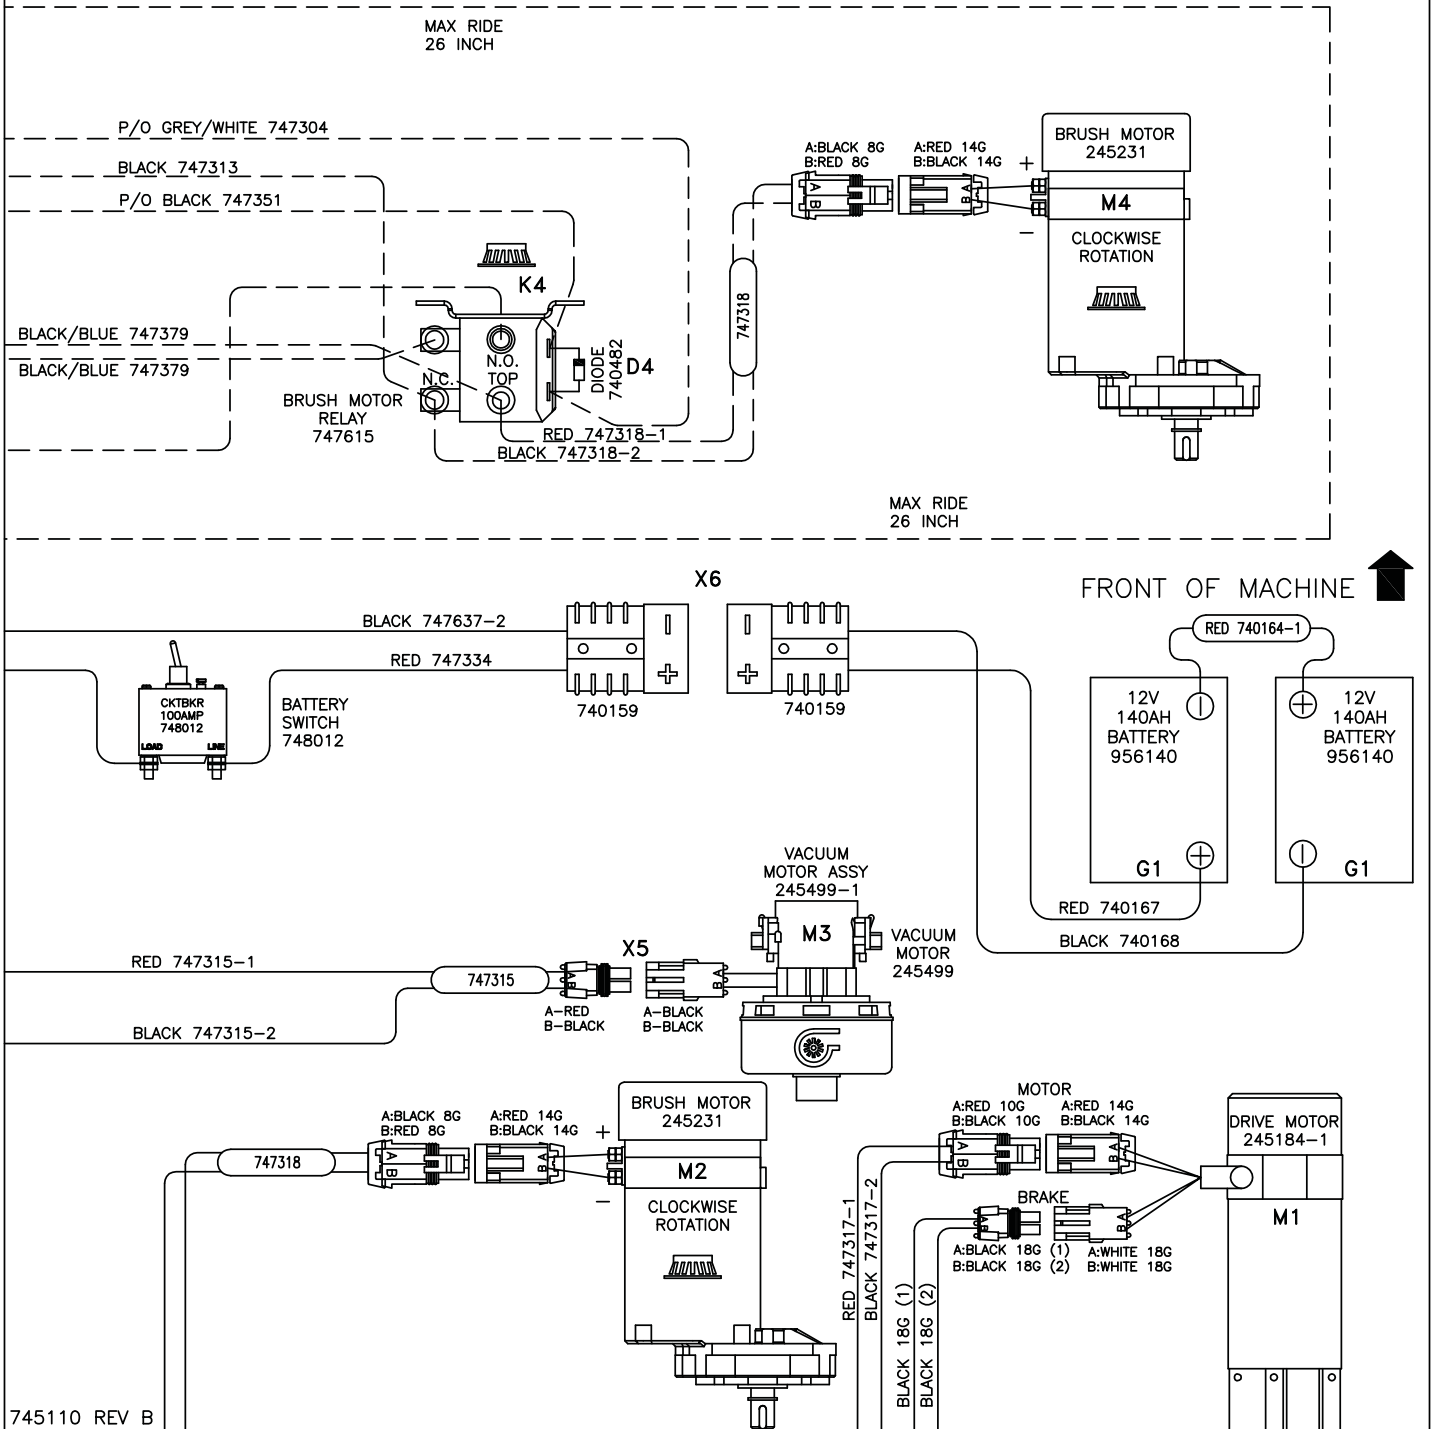 MAX RIDE
26 INCH
P/O GREY/WHITE 747304
BLACK 747313
P/O BLACK 747351
K4
BLACK/BLUE 747379
BLACK/BLUE 747379
N.O.
N.C.
TOP
DIODE
740482
D4
BRUSH MOTOR
RELAY
747615
RED 747318-1
BLACK 747318-2
747318
A:BLACK 8G
B:RED 8G
A:RED 14G
B:BLACK 14G
A
B
A
B
+
−
BRUSH MOTOR
245231
M4
CLOCKWISE
ROTATION
MAX RIDE
26 INCH
FRONT OF MACHINE
X6
BLACK 747637-2
RED 747334
− +
− +
740159
740159
CKTBKR
100AMP
748012
LOAD LINE
BATTERY
SWITCH
748012
RED 740164-1
12V
140AH
BATTERY
956140
G1
− +
12V
140AH
BATTERY
956140
G1
+ −
RED 740167
BLACK 740168
VACUUM
MOTOR ASSY
245499-1
M3
VACUUM
MOTOR
245499
RED 747315-1
747315
BLACK 747315-2
X5
A
B
A
B
A-RED
B-BLACK
A-BLACK
B-BLACK
A:BLACK 8G
B:RED 8G
A:RED 14G
B:BLACK 14G
747318
A
B
A
B
+
−
BRUSH MOTOR
245231
M2
CLOCKWISE
ROTATION
MOTOR
A:RED 10G
B:BLACK 10G
A:RED 14G
B:BLACK 14G
A
B
A
B
BRAKE
A
B
A
B
A:BLACK 18G (1)
B:BLACK 18G (2)
A:WHITE 18G
B:WHITE 18G
RED 747317-1
BLACK 747317-2
BLACK 18G (1)
BLACK 18G (2)
DRIVE MOTOR
245184-1
M1
745110 REV B